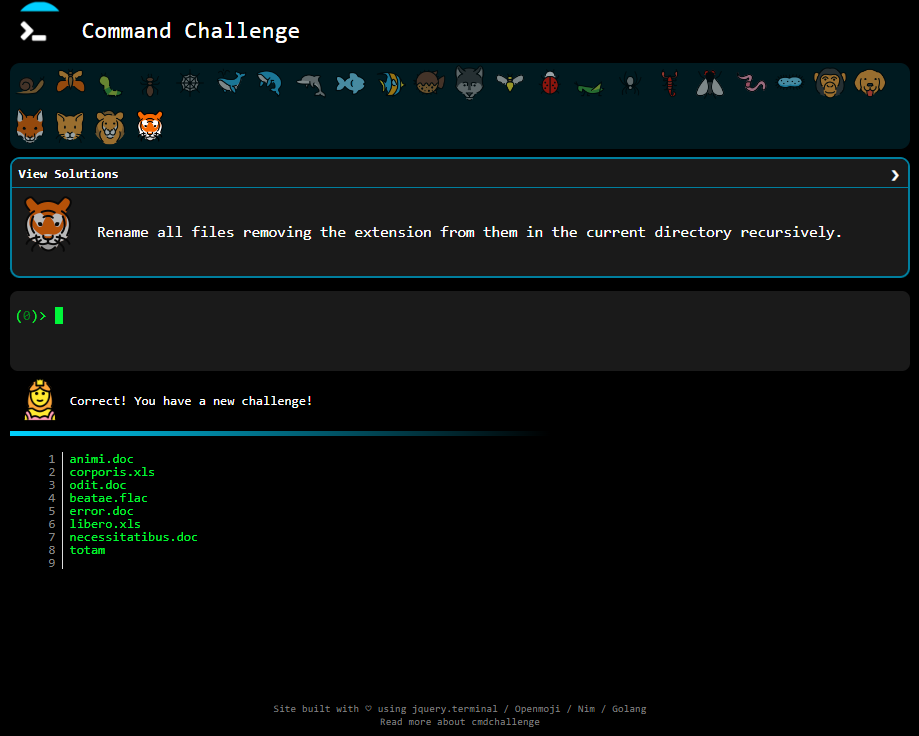 Command Challenge
View Solutions
Rename all files removing the extension from them in the current directory recursively.
(0)>
Correct! You have a new challenge!
1 animi.doc
2 corporis.xls
3 odit.doc
4 beatae.flac
5 error.doc
6 libero.xls
7 necessitatibus.doc
8 totam
9
Site built with ♡ using jquery.terminal / Openmoji / Nim / Golang
Read more about cmdchallenge